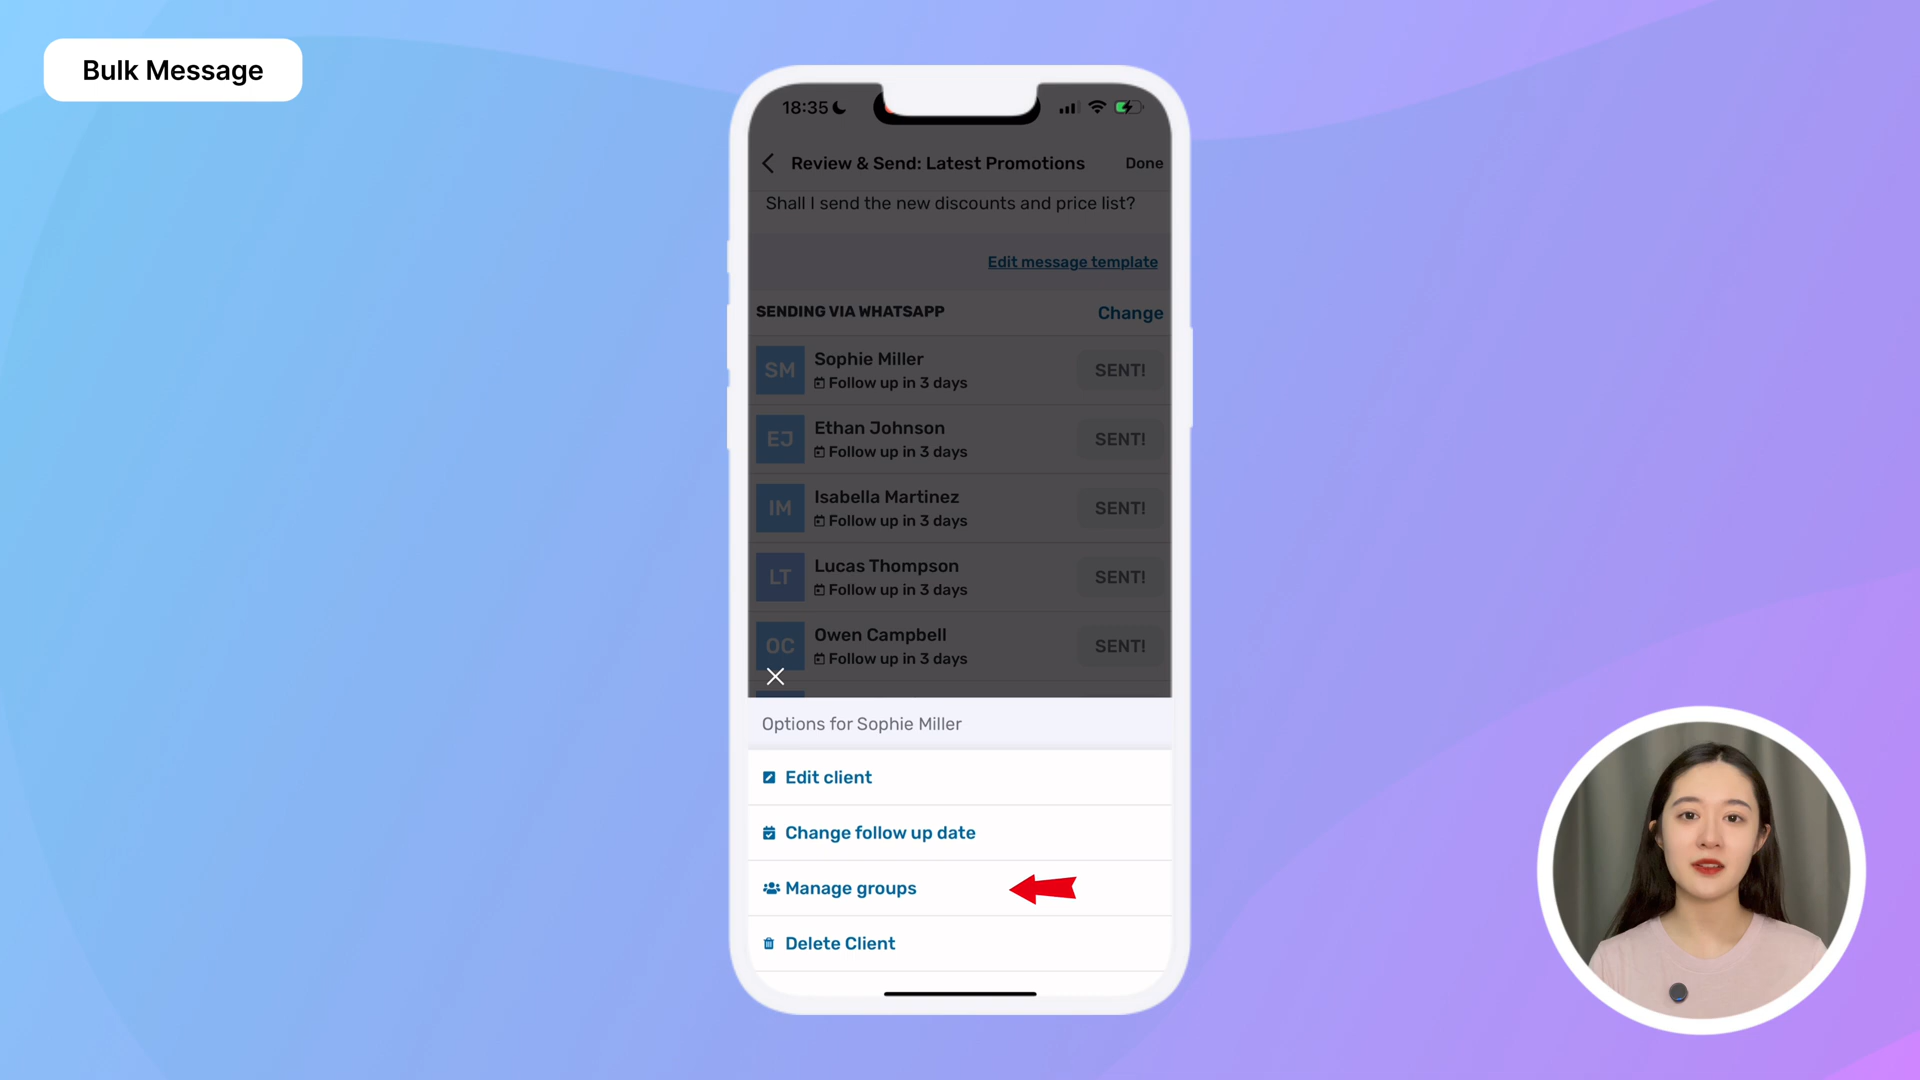 Bulk Message
18:35
Review & Send: Latest Promotions
Done
Shall I send the new discounts and price list?
Edit message template
SENDING VIA WHATSAPP
Change
SM
Sophie Miller
Follow up in 3 days
SENT!
EJ
Ethan Johnson
Follow up in 3 days
SENT!
IM
Isabella Martinez
Follow up in 3 days
SENT!
LT
Lucas Thompson
Follow up in 3 days
SENT!
OC
Owen Campbell
Follow up in 3 days
SENT!
Options for Sophie Miller
Edit client
Change follow up date
Manage groups
Delete Client